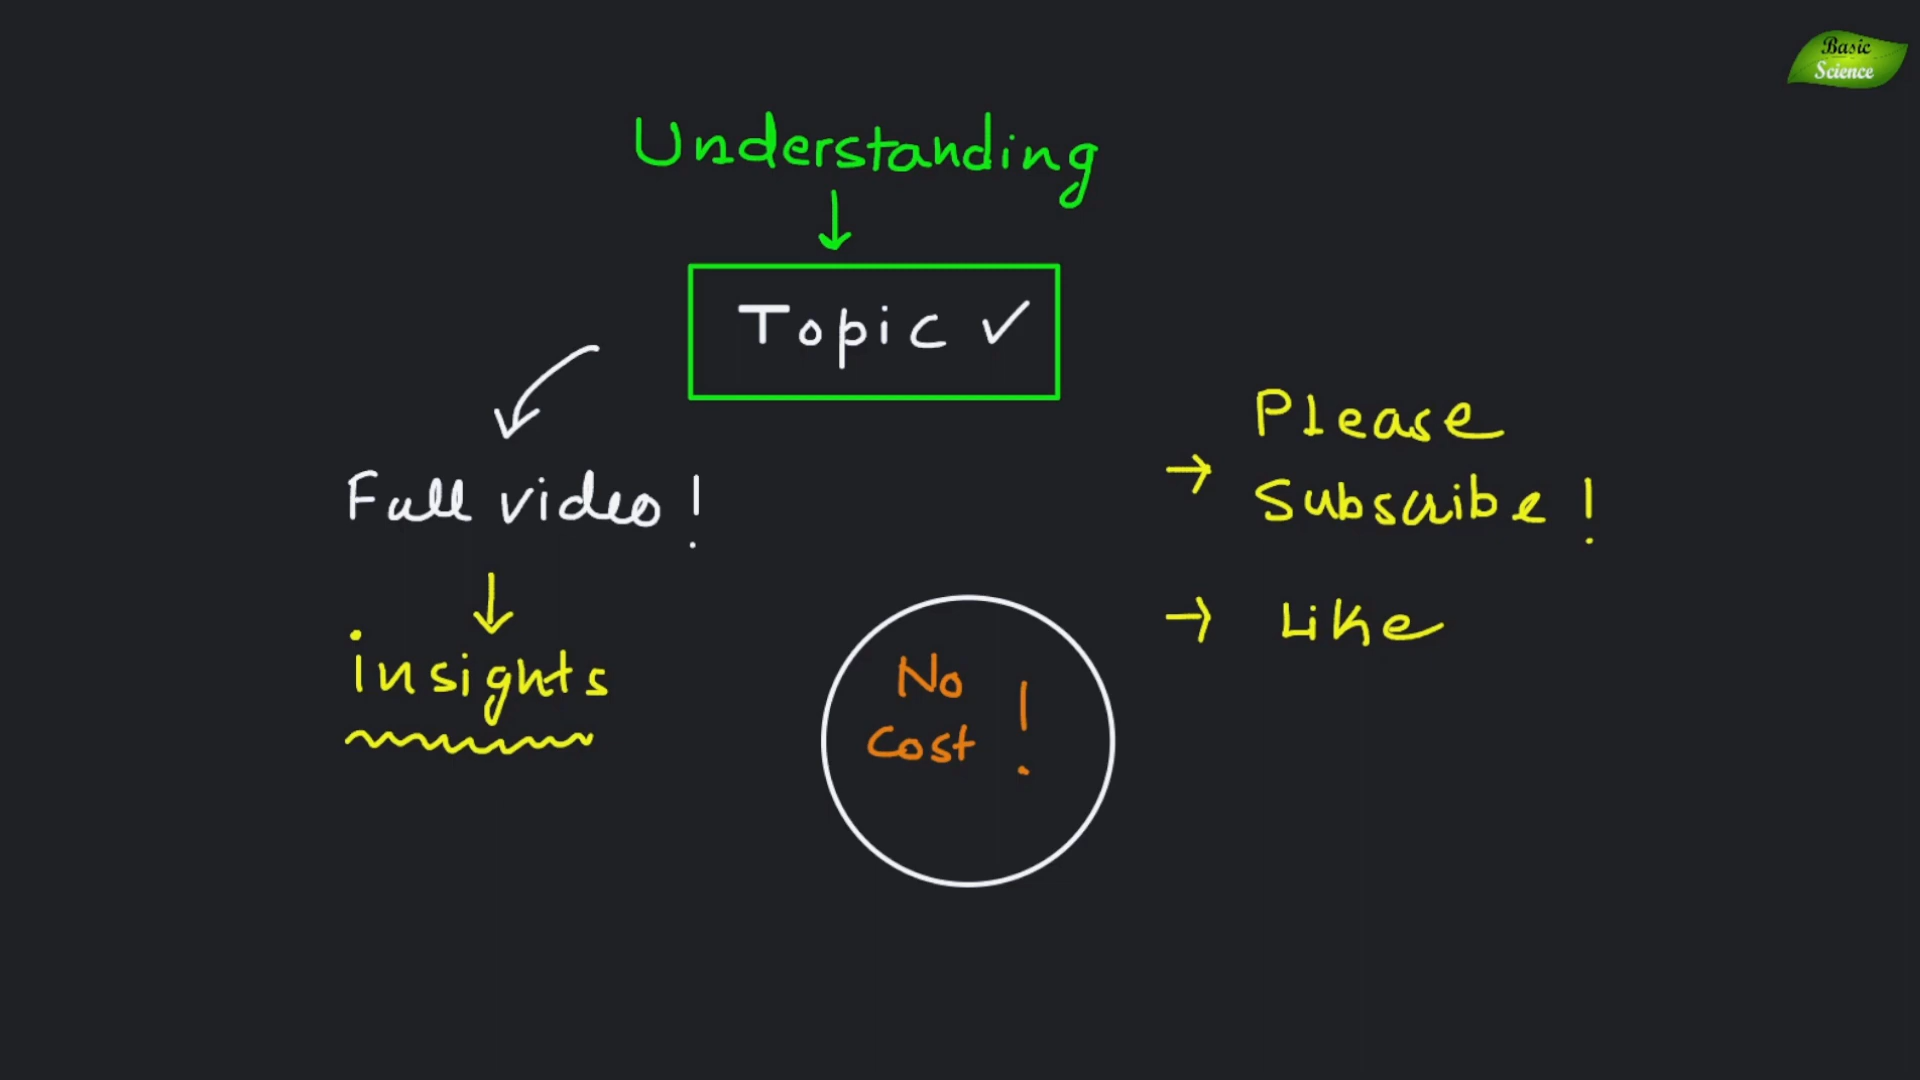 Basic
Science
Understanding
↓
Topic ✓
Full video !
↓
insights
→ Please
Subscribe !
→ Like
No
Cost !